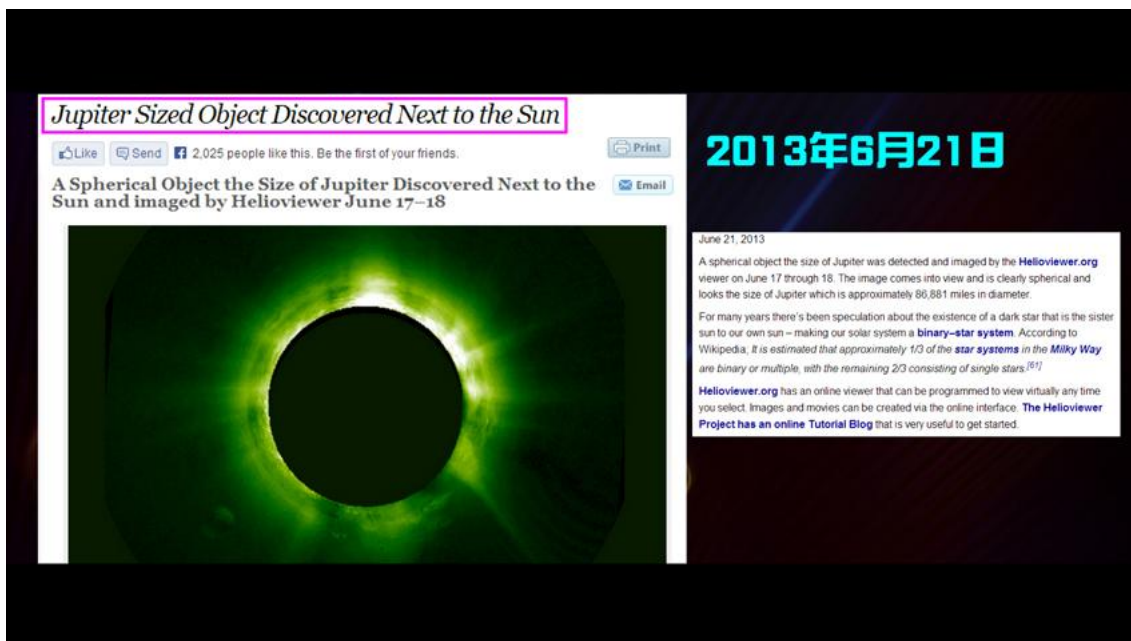 Jupiter Sized Object Discovered Next to the Sun
Like Send 2,025 people like this. Be the first of your friends.
Print
A Spherical Object the Size of Jupiter Discovered Next to the
Sun and imaged by Helioviewer June 17–18
Email
2013年6月21日
June 21, 2013
A spherical object the size of Jupiter was detected and imaged by the Helioviewer.org
viewer on June 17 through 18. The image comes into view and is clearly spherical and
looks the size of Jupiter which is approximately 86,881 miles in diameter.
For many years there's been speculation about the existence of a dark star that is the sister
sun to our own sun – making our solar system a binary–star system. According to
Wikipedia; It is estimated that approximately 1/3 of the star systems in the Milky Way
are binary or multiple, with the remaining 2/3 consisting of single stars.[61]
Helioviewer.org has an online viewer that can be programmed to view virtually any time
you select. Images and movies can be created via the online interface. The Helioviewer
Project has an online Tutorial Blog that is very useful to get started.